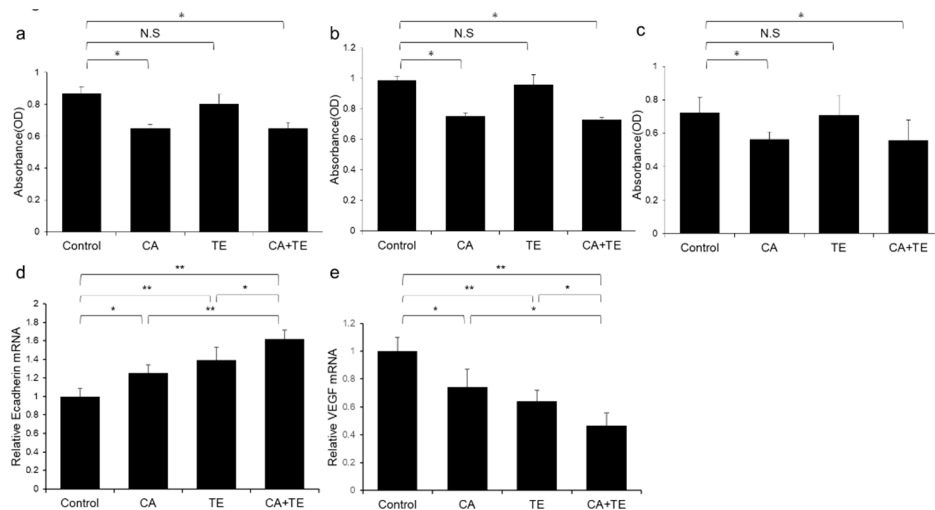 a
*
N.S
*
Absorbance(OD)
1
0.8
0.6
0.4
0.2
0
Control CA TE CA+TE
b
*
N.S
*
Absorbance(OD)
1.2
1
0.8
0.6
0.4
0.2
0
Control CA TE CA+TE
c
*
N.S
*
Absorbance(OD)
1
0.8
0.6
0.4
0.2
0
Control CA TE CA+TE
d
**
** *
* **
Relative Ecadherin mRNA
2
1.8
1.6
1.4
1.2
1
0.8
0.6
0.4
0.2
0
Control CA TE CA+TE
e
**
** *
* *
Relative VEGF mRNA
1.2
1
0.8
0.6
0.4
0.2
0
Control CA TE CA+TE